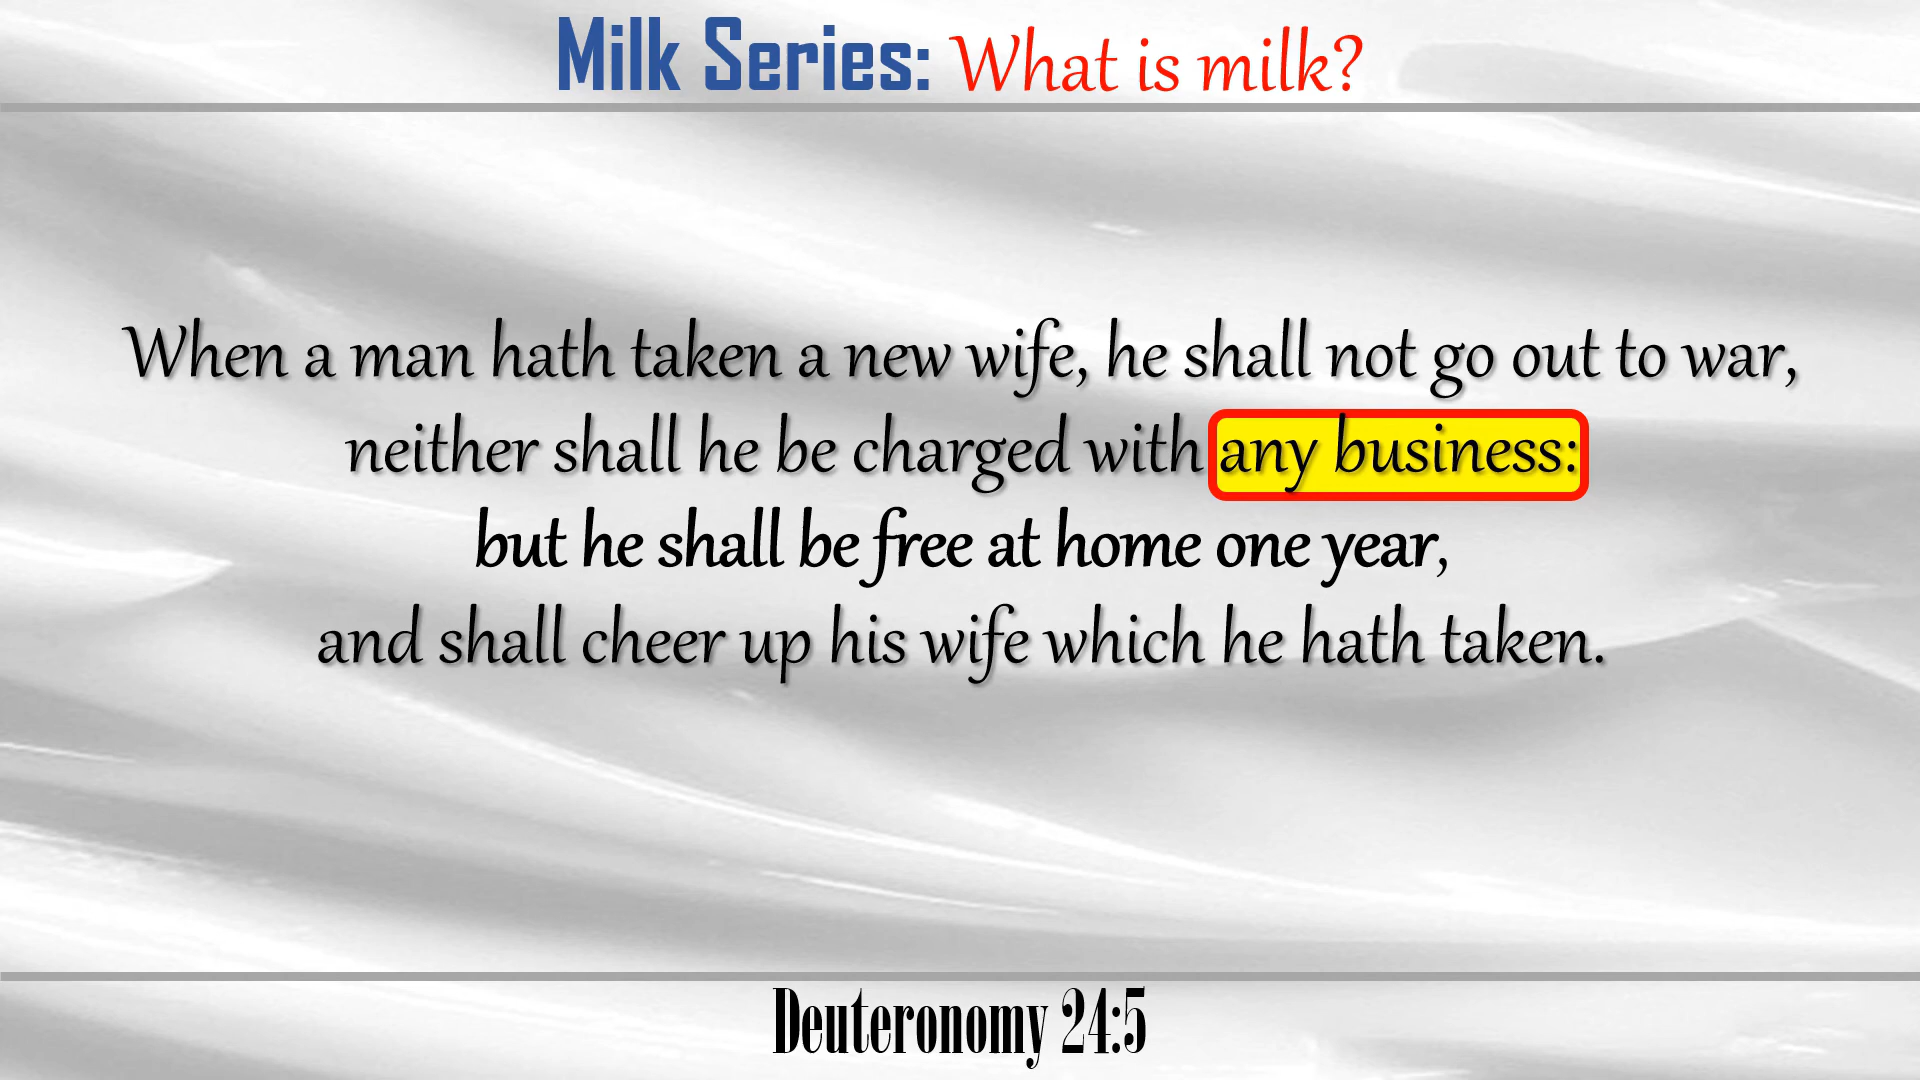 Milk Series: What is milk?
When a man hath taken a new wife, he shall not go out to war,
neither shall he be charged with any business:
but he shall be free at home one year,
and shall cheer up his wife which he hath taken.
Deuteronomy 24:5